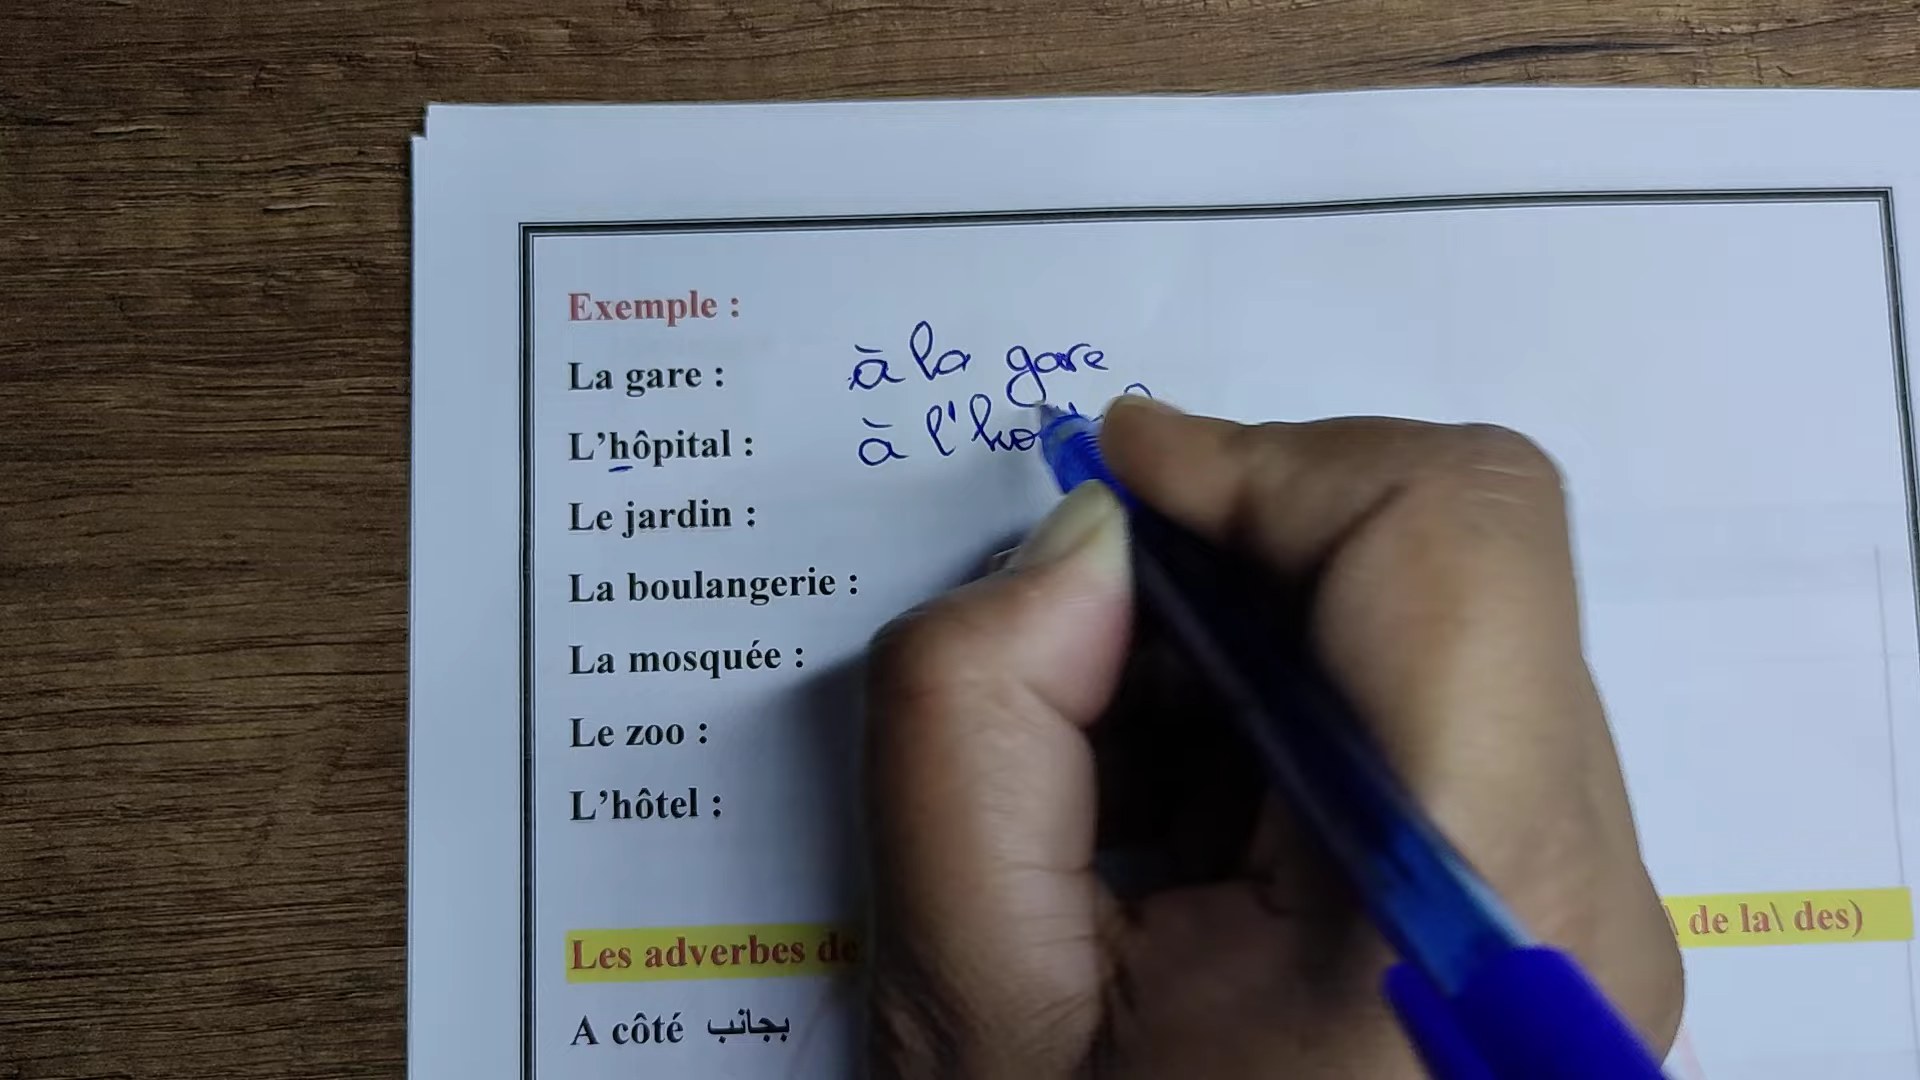 Exemple :
La gare : à la gare
L’hôpital : à
Le jardin :
La boulangerie :
La mosquée :
Le zoo :
L’hôtel :
Les adverbes de \ de la\ des)
A côté بجانب